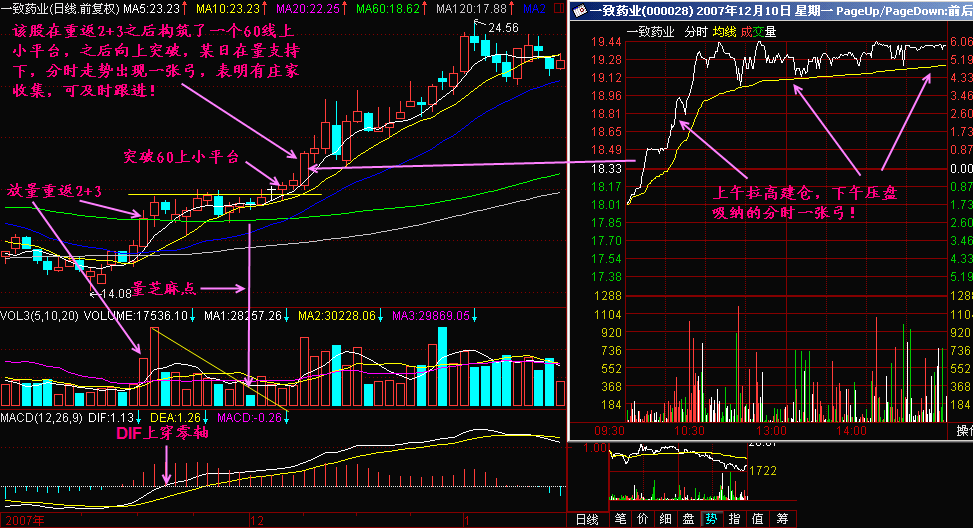 一致药业(日线.前复权) MA5:23.23↑ MA10:23.23↑ MA20:22.25↑ MA60:18.62↑ MA120:17.88↑ MA2
该股在重返2+3之后构筑了一个60线上
小平台，之后向上突破，某日在量支持
下，分时走势出现一张弓，表明有庄家
收集，可及时跟进！
24.56
突破60上小平台
放量重返2+3
←14.08
量芝麻点
VOL3(5,10,20) VOLUME:17536.10↓ MA1:28257.26↓ MA2:30228.06↓ MA3:29869.05↓
MACD(12,26,9) DIF:1.13↓ DEA:1.26↓ MACD:-0.26↓
DIF上穿零轴
2007年 12 1
一致药业(000028) 2007年12月10日 星期一 PageUp/PageDown:前后
一致药业 分时 均线 成交量
19.44 6.06
19.28 5.19
19.12 4.33
18.96 3.46
18.81 2.60
18.65 1.73
18.49 0.87
18.33 0.00
18.17 0.87
18.01 1.73
17.85 2.60
17.70 3.46
17.54 4.33
17.38 5.19
上午拉高建仓，下午压盘
吸纳的分时一张弓！
1288 1288
1104 1104
920 920
736 736
552 552
368 368
184 184
09:30 10:30 13:00 14:00 操作
1.00
1722
日线 笔 价 细 盘 势 指 值 筹